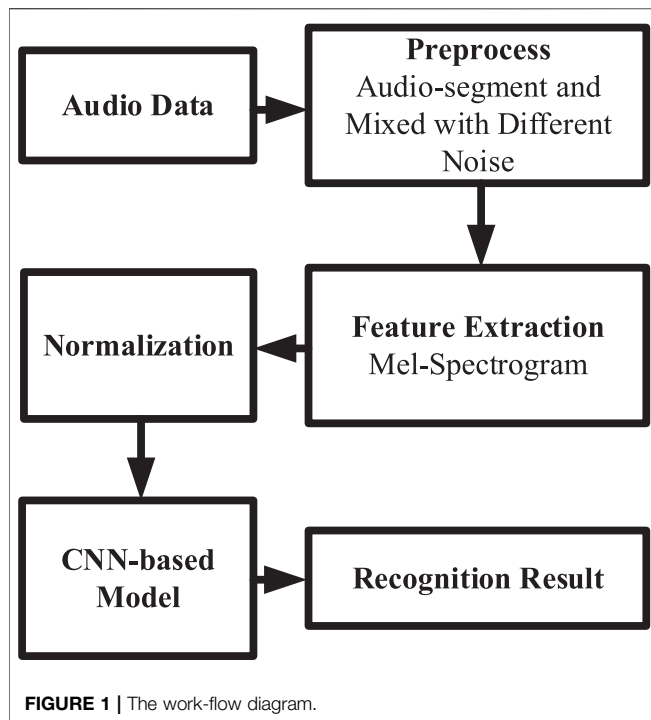 Audio Data
Preprocess
Audio-segment and
Mixed with Different
Noise
Normalization
Feature Extraction
Mel-Spectrogram
CNN-based
Model
Recognition Result
FIGURE 1 | The work-flow diagram.